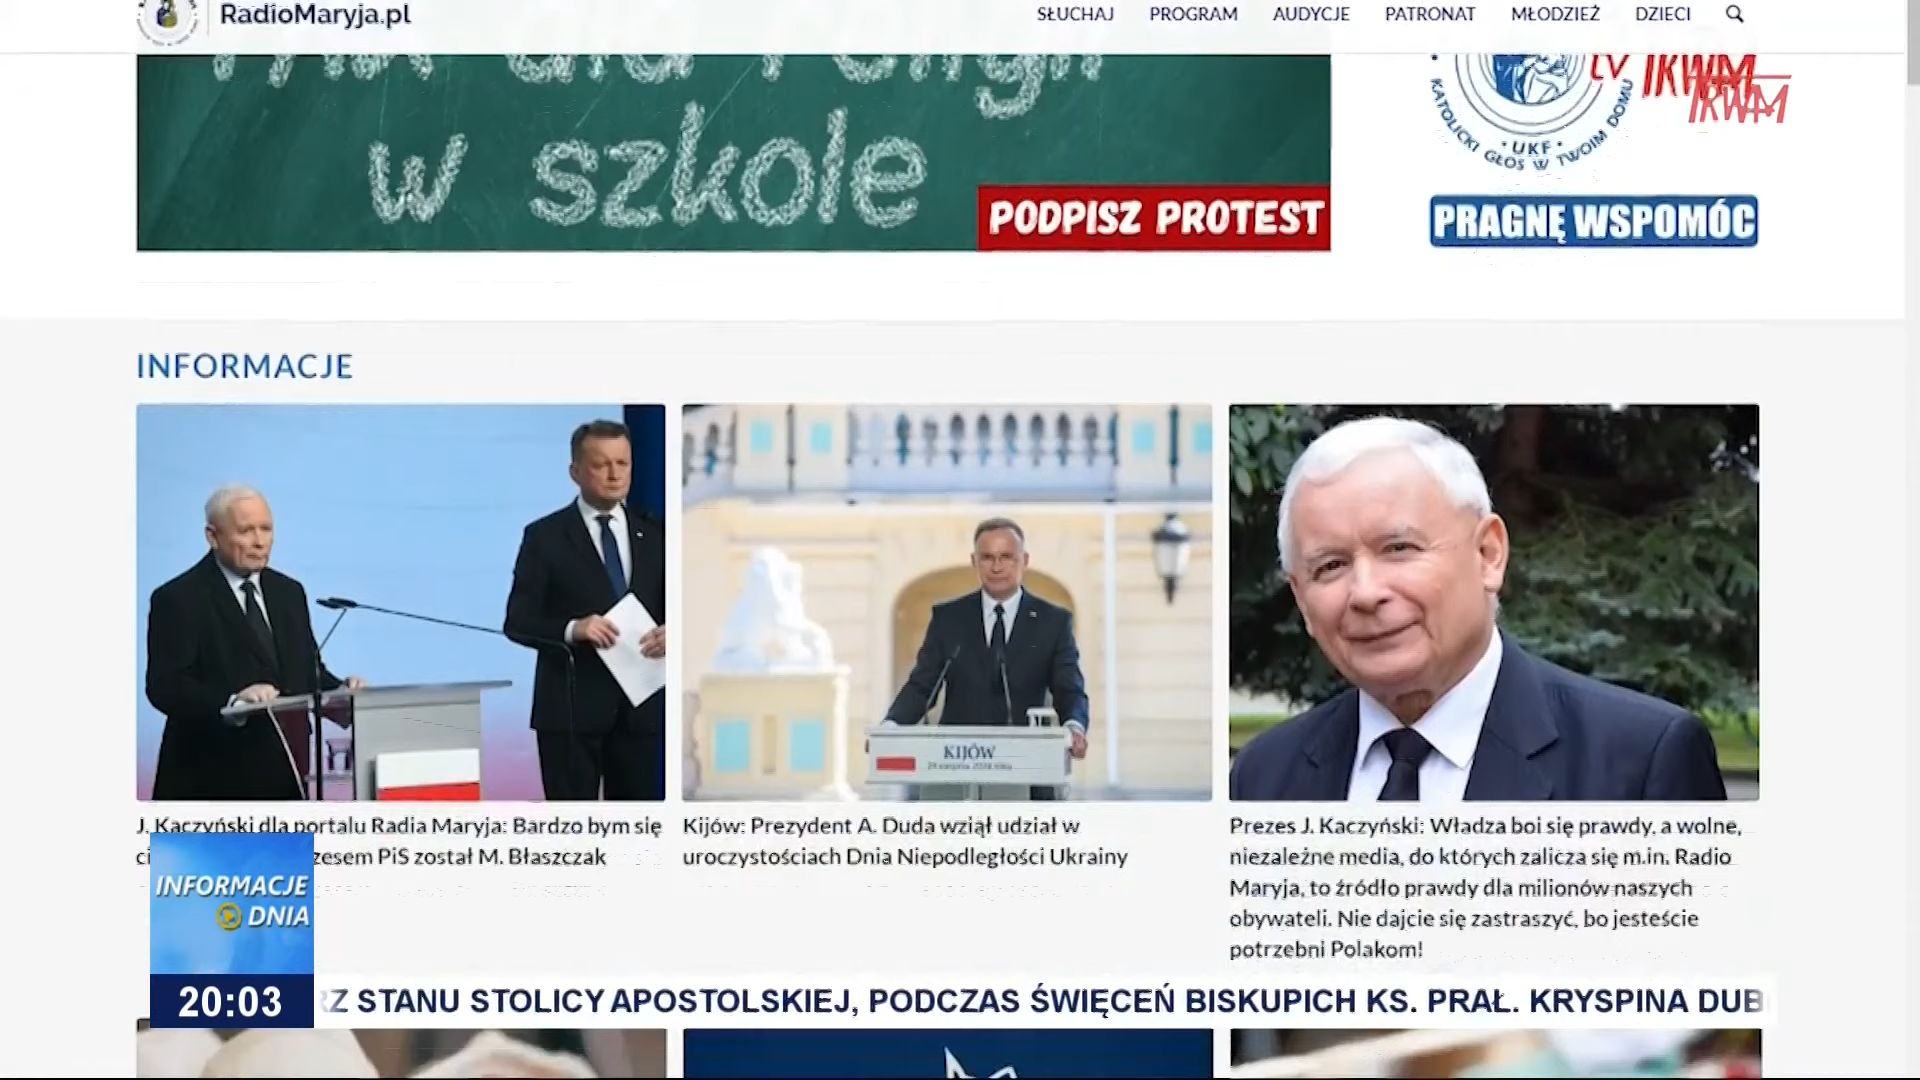 RadioMaryja.pl
SŁUCHAJ PROGRAM AUDYCJE PATRONAT MŁODZIEŻ DZIECI
w szkole
PODPISZ PROTEST
tv TRWM
TRWM
KATOLICKI GŁOS W TWOIM DOMU
UKF
PRAGNĘ WSPOMÓC
INFORMACJE
KIJÓW
J. Kaczyński dla portalu Radia Maryja: Bardzo bym się
PiS został M. Błaszczak
Kijów: Prezydent A. Duda wziął udział w
uroczystościach Dnia Niepodległości Ukrainy
Prezes J. Kaczyński: Władza boi się prawdy, a wolne,
niezależne media, do których zalicza się m.in. Radio
Maryja, to źródło prawdy dla milionów naszych
obywateli. Nie dajcie się zastraszyć, bo jesteście
potrzebni Polakom!
INFORMACJE
DNIA
20:03
RZ STANU STOLICY APOSTOLSKIEJ, PODCZAS ŚWIĘCEŃ BISKUPICH KS. PRAŁ. KRYSPINA DUB